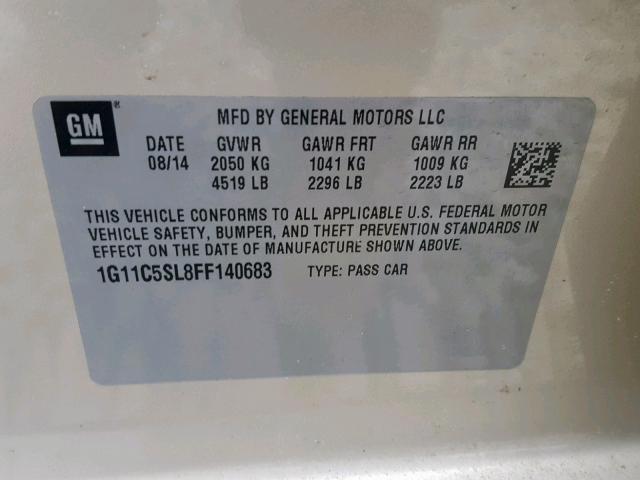 GM ®
MFD BY GENERAL MOTORS LLC
DATE GVWR GAWR FRT GAWR RR
08/14 2050 KG 1041 KG 1009 KG
4519 LB 2296 LB 2223 LB
THIS VEHICLE CONFORMS TO ALL APPLICABLE U.S. FEDERAL MOTOR
VEHICLE SAFETY, BUMPER, AND THEFT PREVENTION STANDARDS IN
EFFECT ON THE DATE OF MANUFACTURE SHOWN ABOVE.
1G11C5SL8FF140683 TYPE: PASS CAR